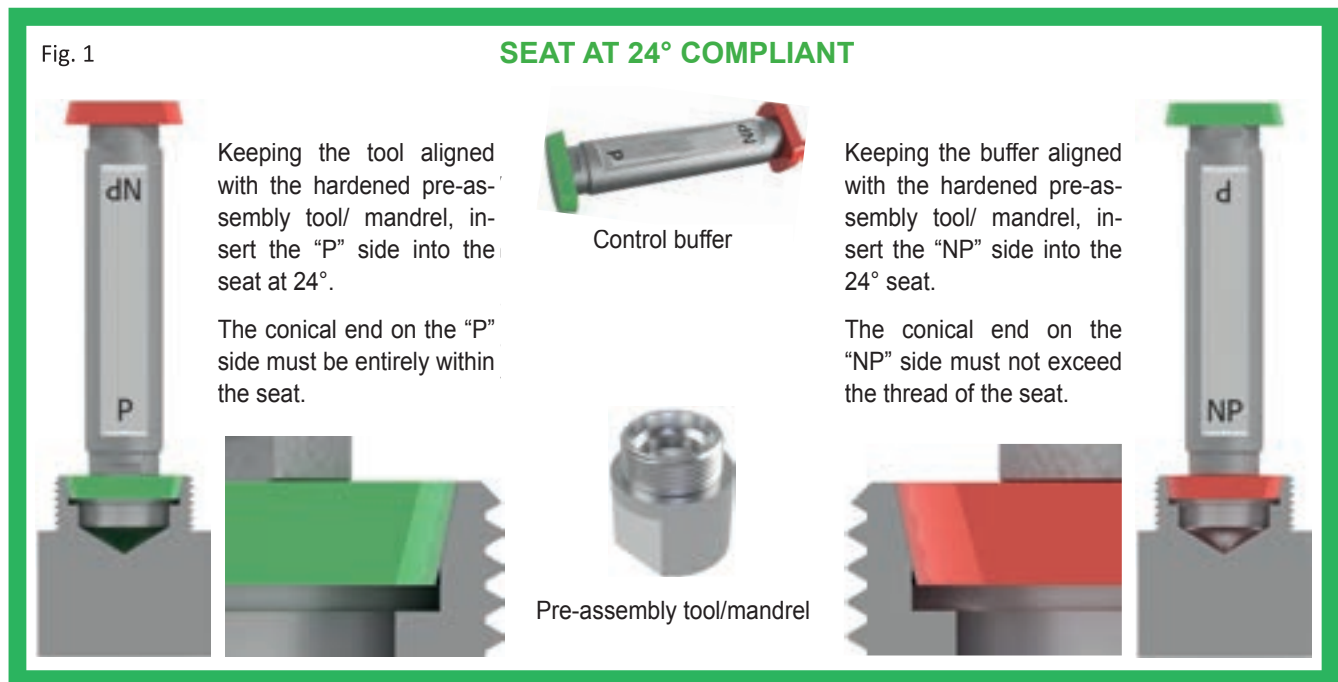 Fig. 1
SEAT AT 24° COMPLIANT
NP
P
Keeping the tool aligned
with the hardened pre-as-
sembly tool/ mandrel, in-
sert the “P” side into the
seat at 24°.
The conical end on the “P”
side must be entirely within
the seat.
P
NP
Control buffer
Pre-assembly tool/mandrel
Keeping the buffer aligned
with the hardened pre-as-
sembly tool/ mandrel, in-
sert the “NP” side into the
24° seat.
The conical end on the
“NP” side must not exceed
the thread of the seat.
P
NP